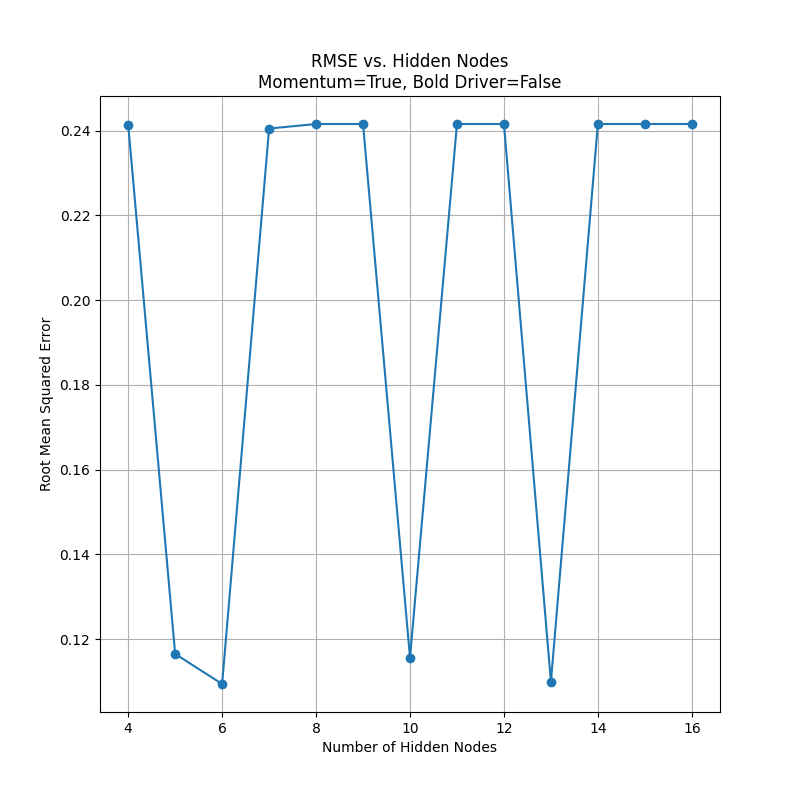 RMSE vs. Hidden Nodes
Momentum=True, Bold Driver=False
Root Mean Squared Error
0.24
0.22
0.20
0.18
0.16
0.14
0.12
4 6 8 10 12 14 16
Number of Hidden Nodes